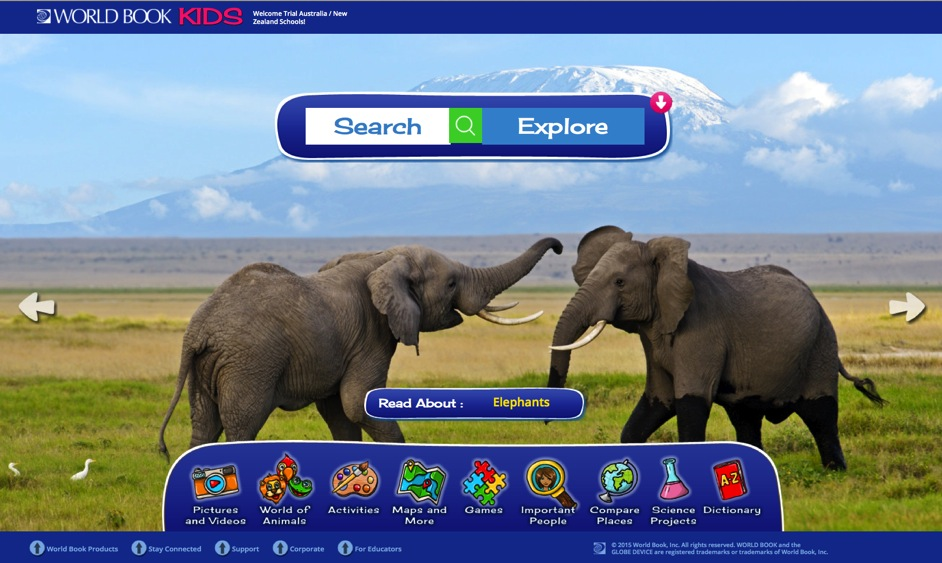 WORLD BOOK KIDS
Welcome Trial Australia / New
Zealand Schools!
Search
Explore
Read About :
Elephants
Pictures
and Videos
World of
Animals
Activities
Maps and
More
Games
Important
People
Compare
Places
Science
Projects
A-Z
Dictionary
World Book Products
Stay Connected
Support
Corporate
For Educators
© 2015 World Book, Inc. All rights reserved. WORLD BOOK and the
GLOBE DEVICE are registered trademarks or trademarks of World Book, Inc.